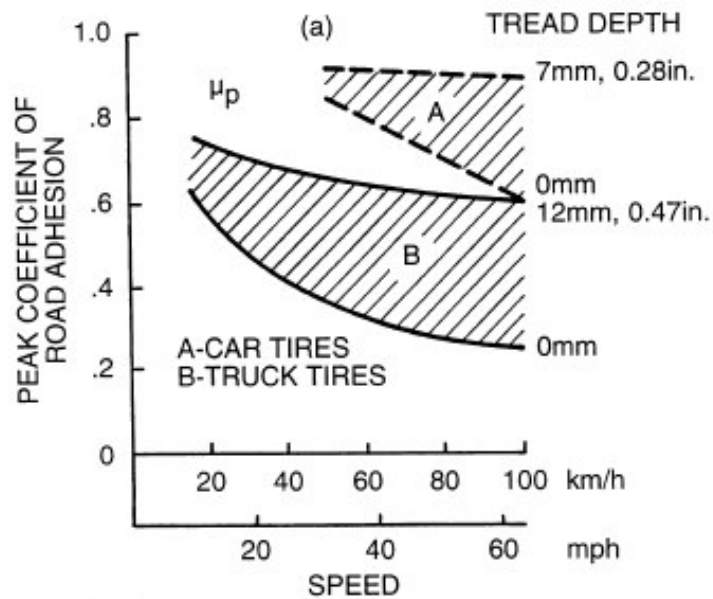 (a)
TREAD DEPTH
1.0
.8
.6
.4
.2
0
PEAK COEFFICIENT OF
ROAD ADHESION
μp
A
7mm, 0.28in.
0mm
12mm, 0.47in.
B
0mm
A-CAR TIRES
B-TRUCK TIRES
20 40 60 80 100 km/h
20 40 60 mph
SPEED